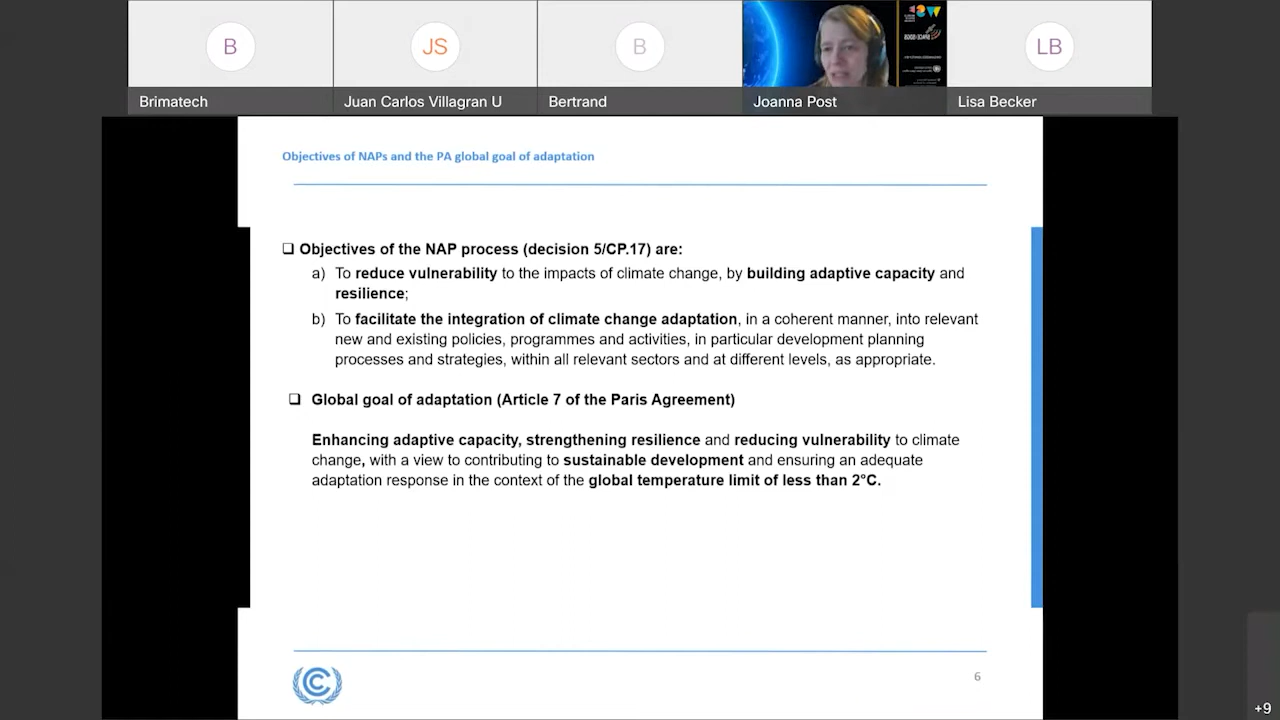 B
JS
B
LB
Brimatech
Juan Carlos Villagran U
Bertrand
Joanna Post
Lisa Becker
Objectives of NAPs and the PA global goal of adaptation
❑ Objectives of the NAP process (decision 5/CP.17) are:
a) To reduce vulnerability to the impacts of climate change, by building adaptive capacity and
resilience;
b) To facilitate the integration of climate change adaptation, in a coherent manner, into relevant
new and existing policies, programmes and activities, in particular development planning
processes and strategies, within all relevant sectors and at different levels, as appropriate.
❑ Global goal of adaptation (Article 7 of the Paris Agreement)
Enhancing adaptive capacity, strengthening resilience and reducing vulnerability to climate
change, with a view to contributing to sustainable development and ensuring an adequate
adaptation response in the context of the global temperature limit of less than 2°C.
6
+9